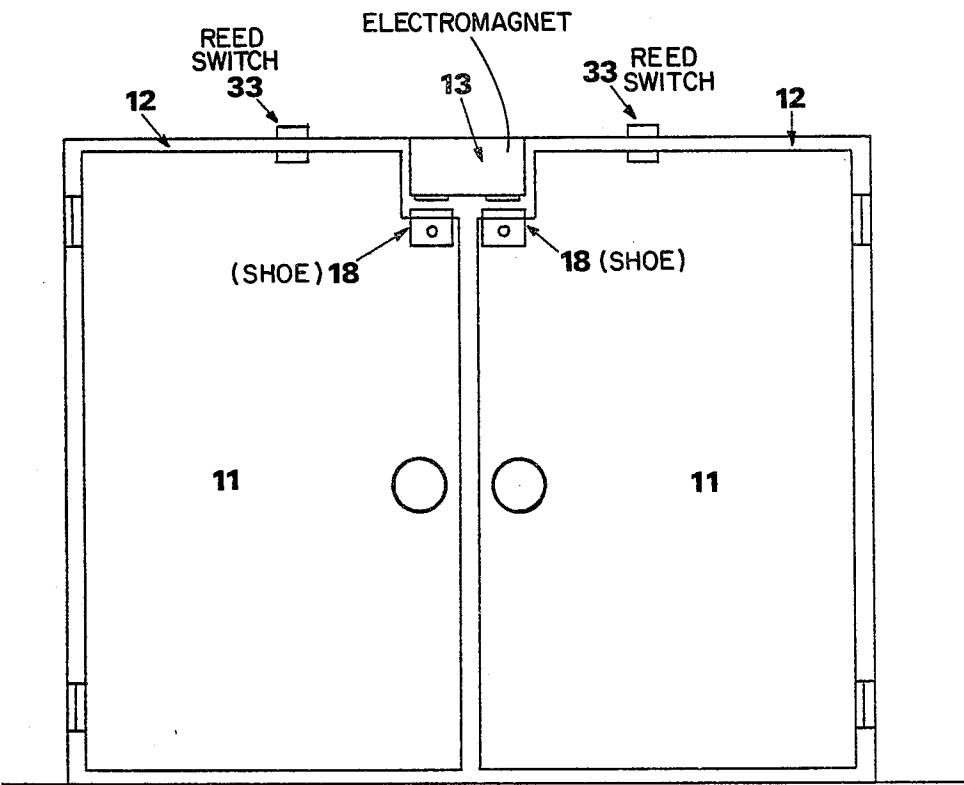 ELECTROMAGNET
REED
SWITCH
33
13
33 REED
SWITCH
12
12
(SHOE) 18
18 (SHOE)
11
11